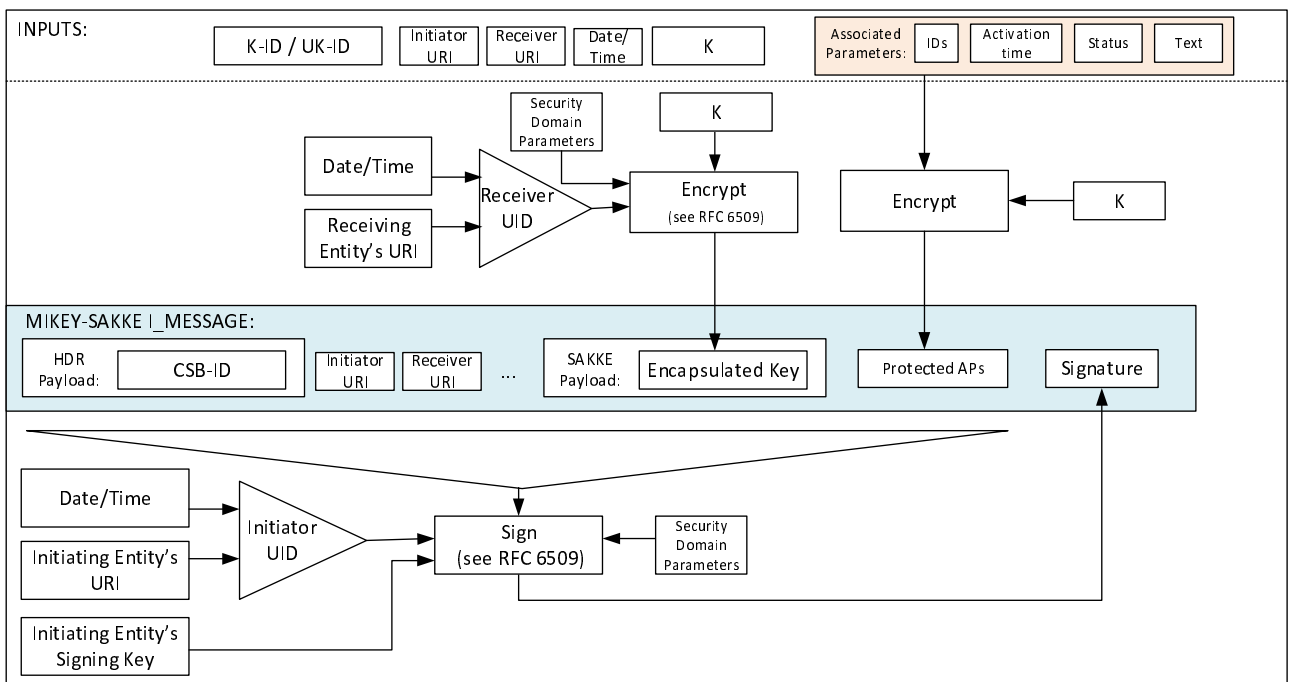 INPUTS:
K-ID / UK-ID
Initiator
URI
Receiver
URI
Date/
Time
K
Associated
Parameters:
IDs
Activation
time
Status
Text
Security
Domain
Parameters
K
Date/Time
Receiving
Entity's URI
Receiver
UID
Encrypt
(see RFC 6509)
Encrypt
K
MIKEY-SAKKE I_MESSAGE:
HDR
Payload:
CSB-ID
Initiator
URI
Receiver
URI
...
SAKKE
Payload:
Encapsulated Key
Protected APs
Signature
Date/Time
Initiating Entity's
URI
Initiating Entity's
Signing Key
Initiator
UID
Sign
(see RFC 6509)
Security
Domain
Parameters